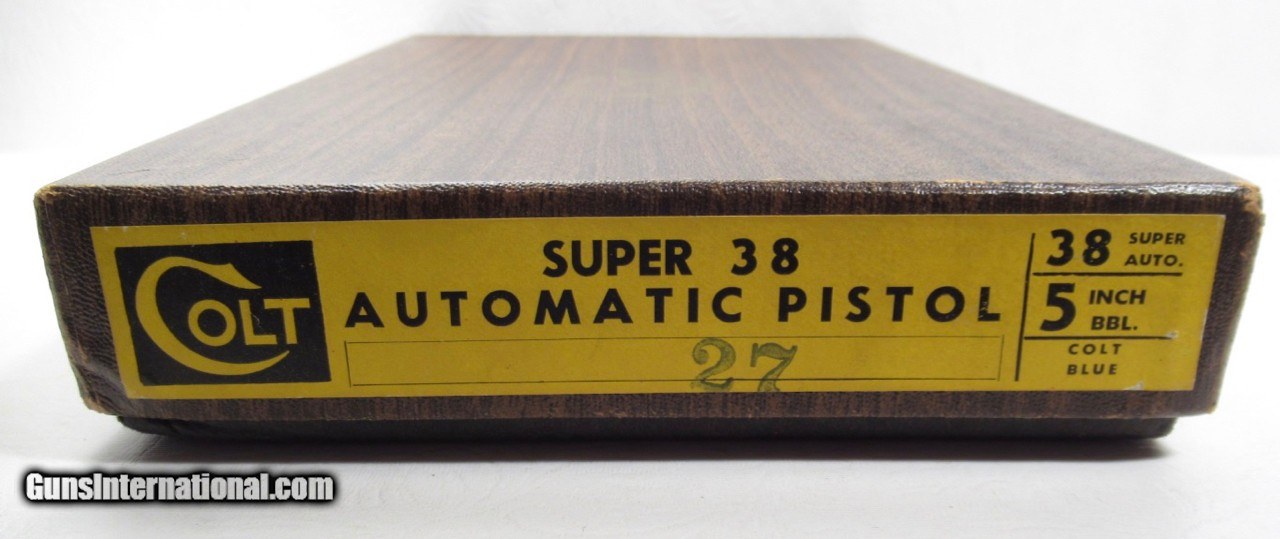 COLT
SUPER 38
AUTOMATIC PISTOL
27
38 SUPER
AUTO.
5 INCH
BBL.
COLT
BLUE
GunsInternational.com